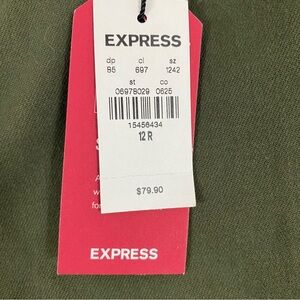 EXPRESS
dp cl sz
85 697 1242
st co
06978029 0625
15456434
12 R
$79.90
EXPRESS